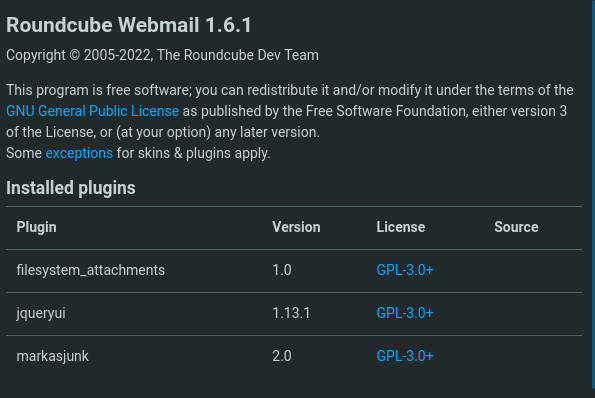 Roundcube Webmail 1.6.1
Copyright © 2005-2022, The Roundcube Dev Team
This program is free software; you can redistribute it and/or modify it under the terms of the
GNU General Public License as published by the Free Software Foundation, either version 3
of the License, or (at your option) any later version.
Some exceptions for skins & plugins apply.
Installed plugins
Plugin Version License Source
filesystem_attachments 1.0 GPL-3.0+
jqueryui 1.13.1 GPL-3.0+
markasjunk 2.0 GPL-3.0+